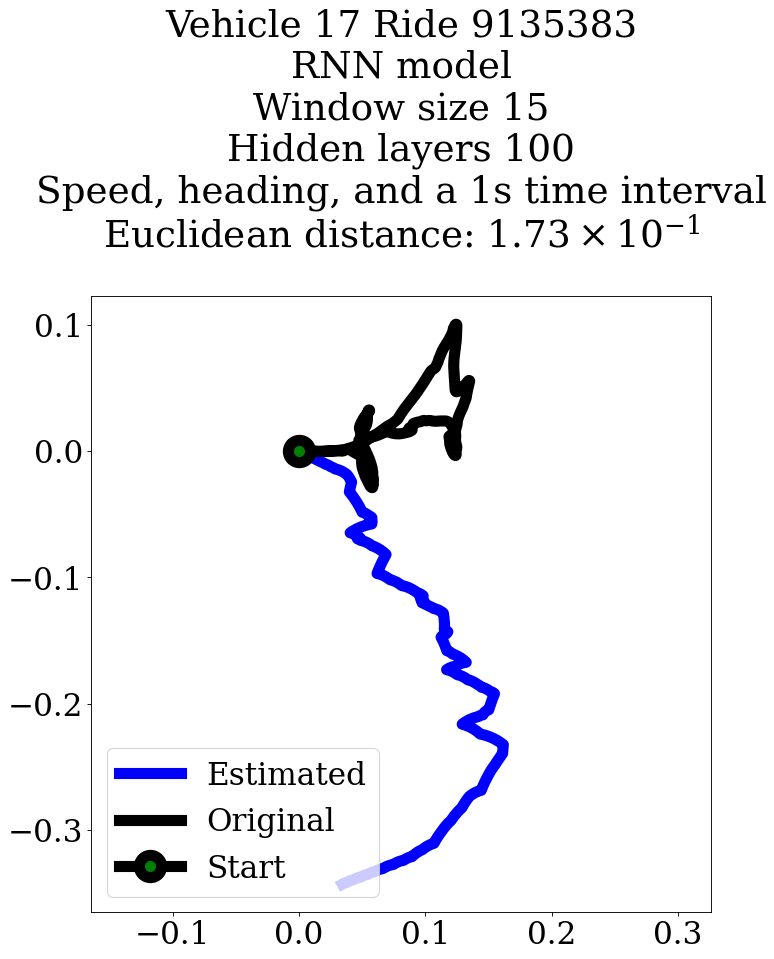 Vehicle 17 Ride 9135383
RNN model
Window size 15
Hidden layers 100
Speed, heading, and a 1s time interval
Euclidean distance: 1.73 × 10⁻¹
0.1
0.0
−0.1
−0.2
−0.3
Estimated
Original
Start
−0.1 0.0 0.1 0.2 0.3